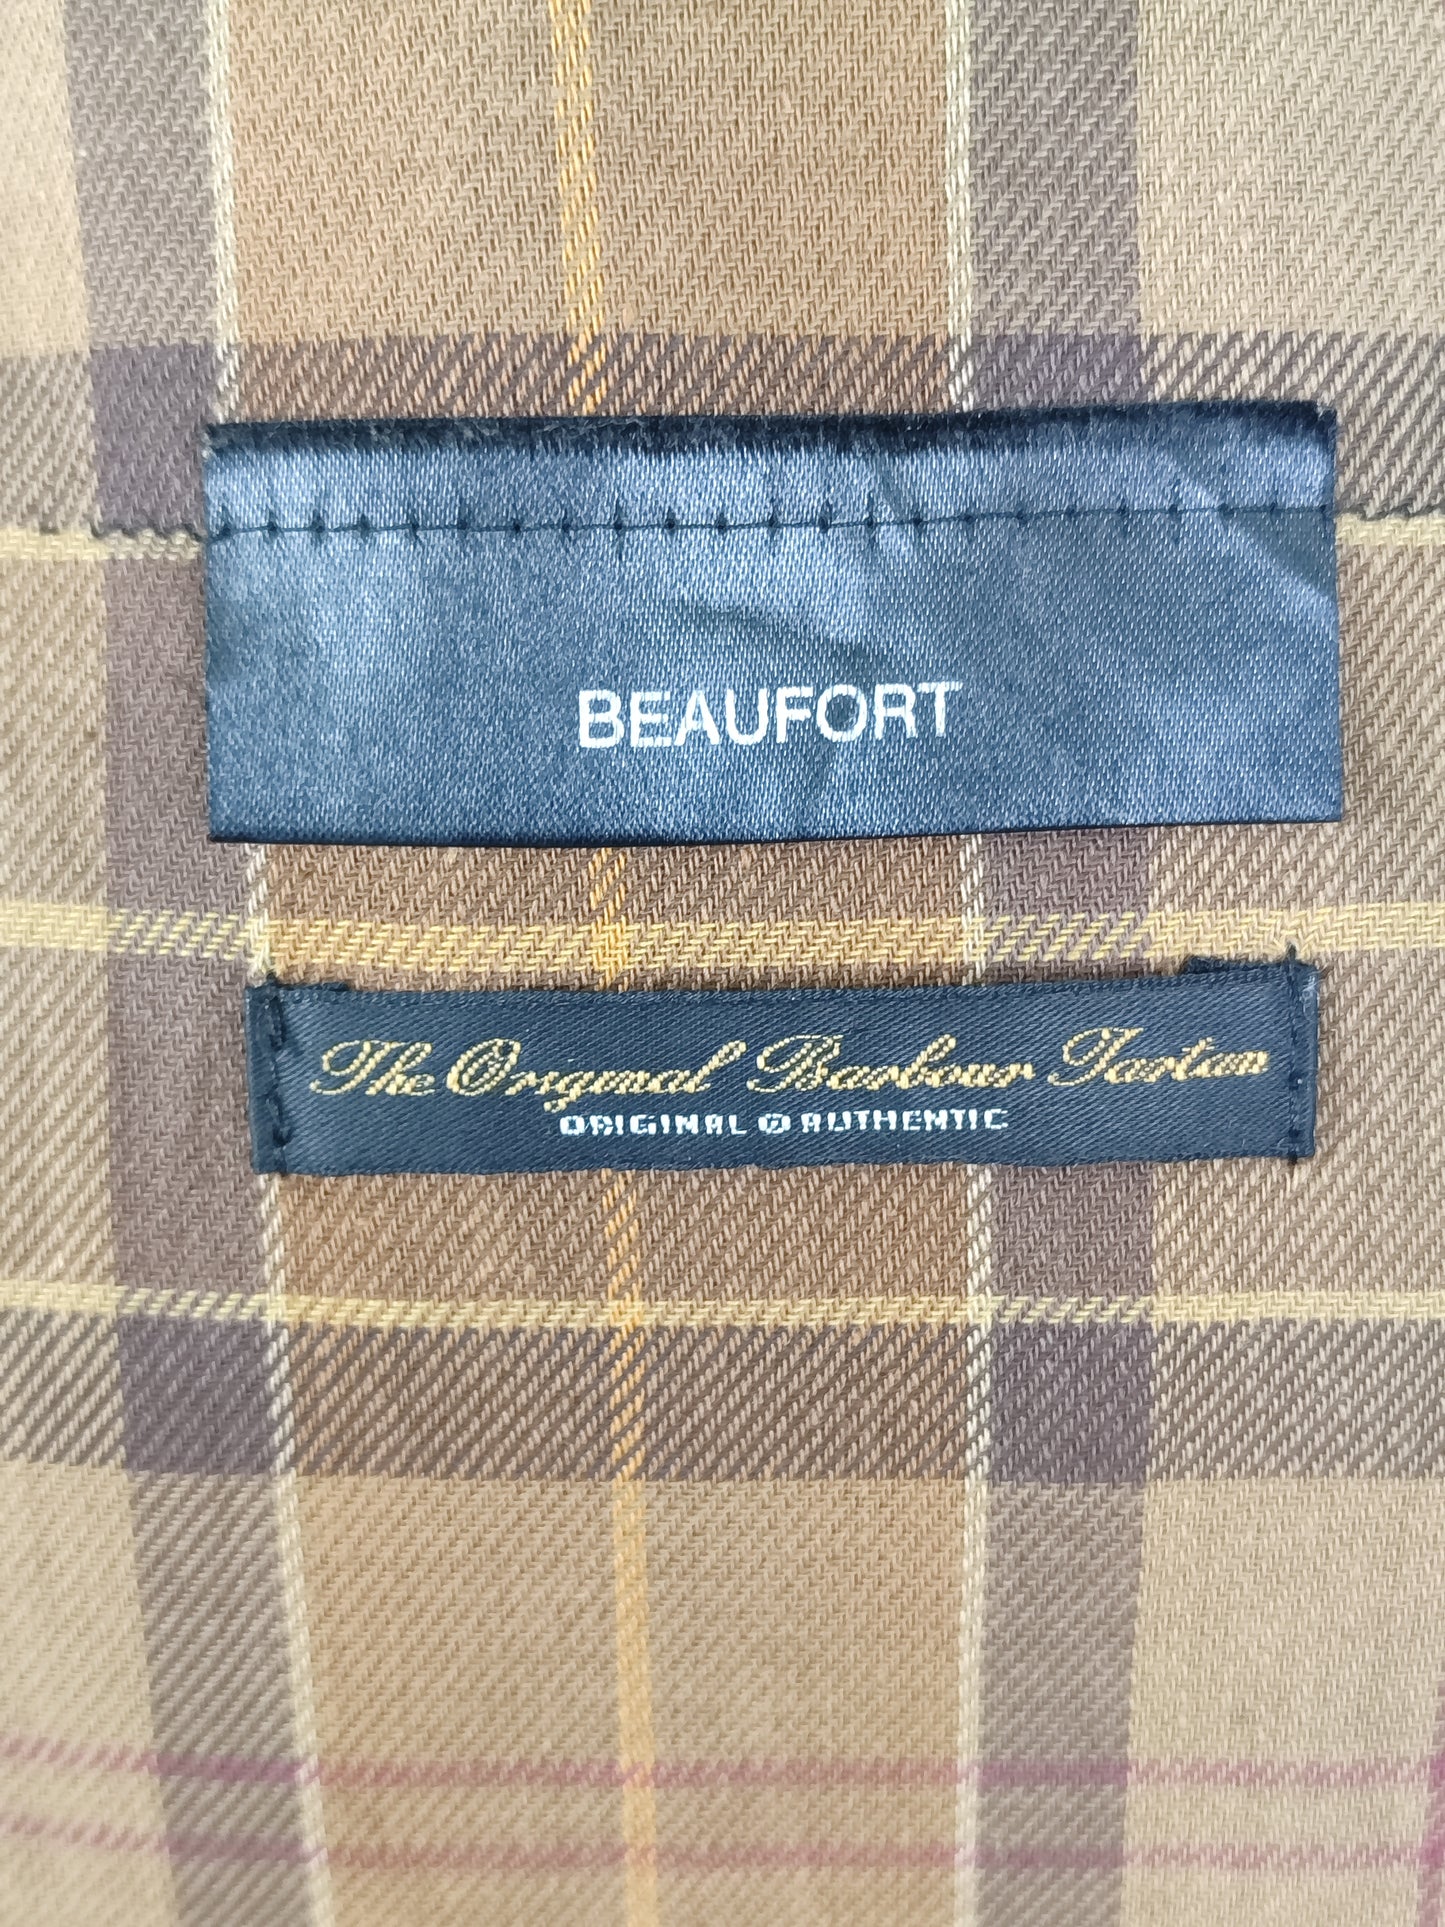 BEAUFORT
The Original Barbour Tartan
ORIGINAL & AUTHENTIC